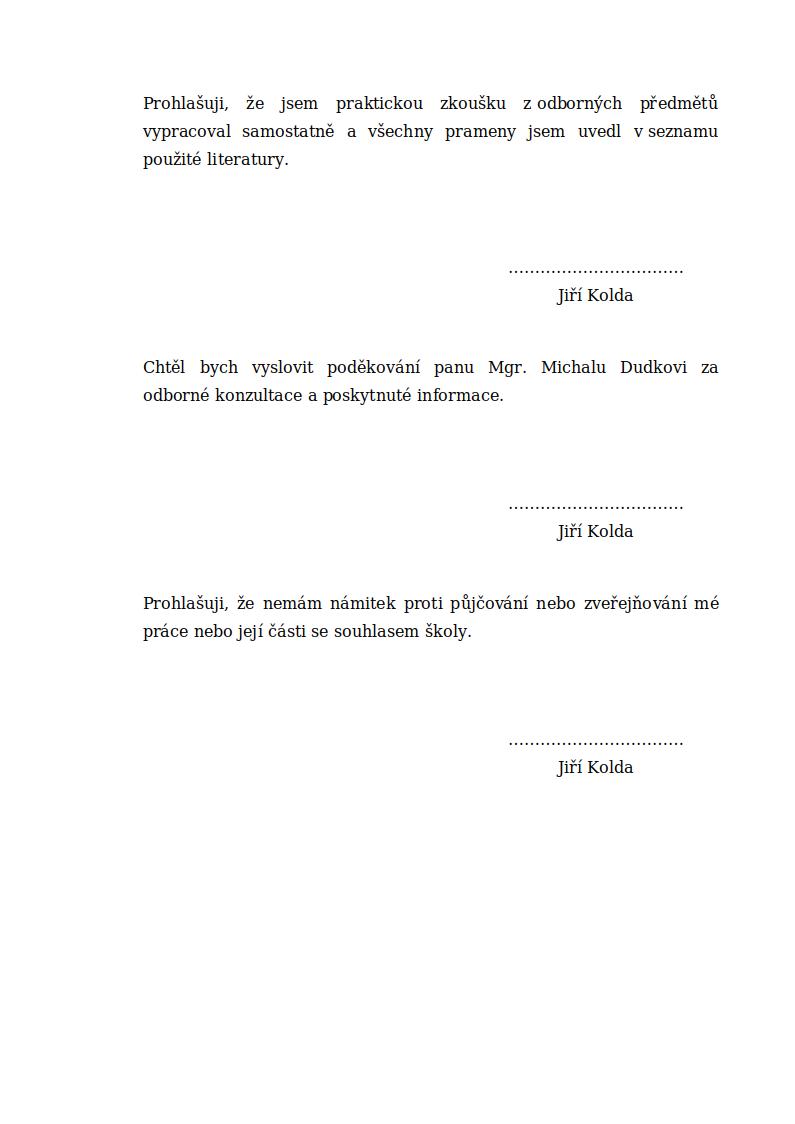 Prohlašuji, že jsem praktickou zkoušku z odborných předmětů
vypracoval samostatně a všechny prameny jsem uvedl v seznamu
použité literatury.
.................................
Jiří Kolda
Chtěl bych vyslovit poděkování panu Mgr. Michalu Dudkovi za
odborné konzultace a poskytnuté informace.
.................................
Jiří Kolda
Prohlašuji, že nemám námitek proti půjčování nebo zveřejňování mé
práce nebo její části se souhlasem školy.
.................................
Jiří Kolda